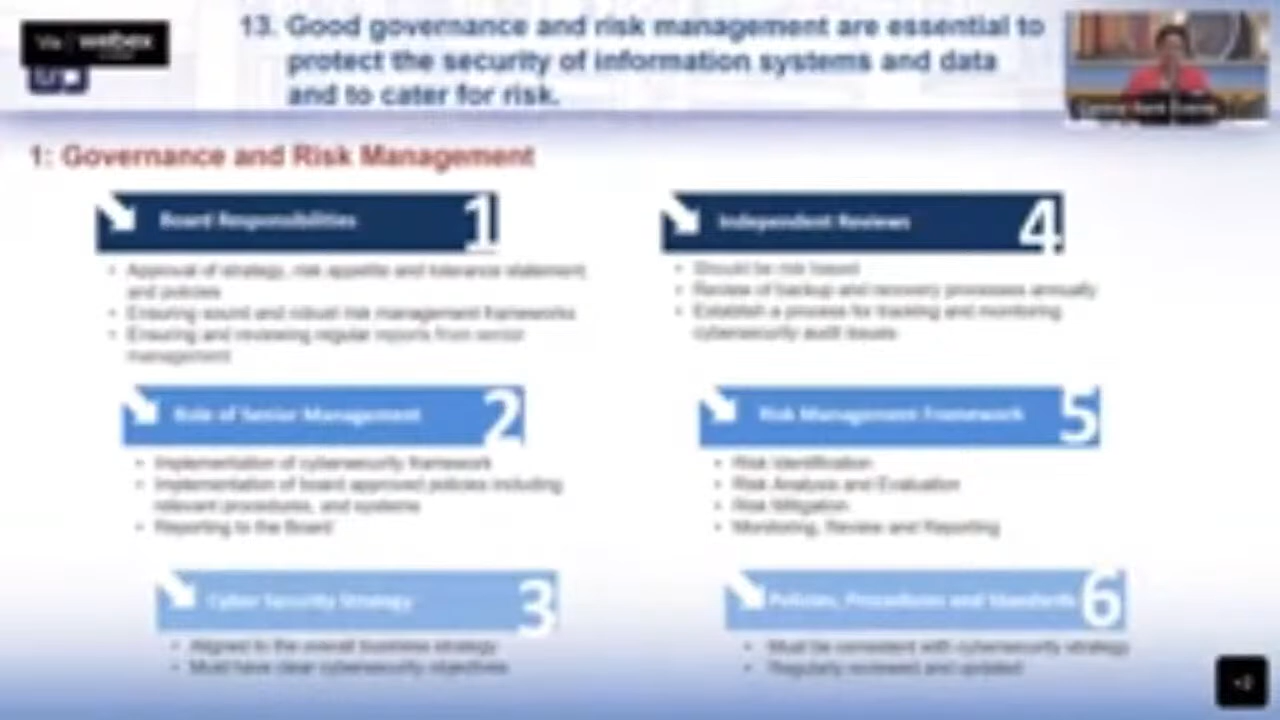 Via webex
13. Good governance and risk management are essential to
protect the security of information systems and data
and to cater for risk.
1: Governance and Risk Management
Board Responsibilities 1
• Approval of strategy, risk appetite and tolerance statement
and policies
• Ensuring sound and robust risk management frameworks
• Ensuring and reviewing regular reports from senior
management
Role of Senior Management 2
• Implementation of cybersecurity framework
• Implementation of board approved policies including
relevant procedures, and systems
• Reporting to the Board
Cyber Security Strategy 3
• Aligned to the overall business strategy
• Must have clear cybersecurity objectives
Independent Reviews 4
• Should be risk based
• Review of backup and recovery processes annually
• Establish a process for tracking and monitoring
cybersecurity audit issues
Risk Management Framework 5
• Risk Identification
• Risk Analysis and Evaluation
• Risk Mitigation
• Monitoring, Review and Reporting
Policies, Procedures and Standards 6
• Must be consistent with cybersecurity strategy
• Regularly reviewed and updated